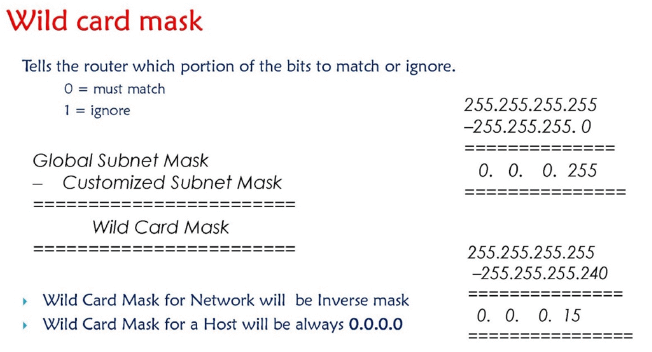 Wild card mask
Tells the router which portion of the bits to match or ignore.
0 = must match
1 = ignore
Global Subnet Mask
– Customized Subnet Mask
========================
Wild Card Mask
========================
Wild Card Mask for Network will be Inverse mask
Wild Card Mask for a Host will be always 0.0.0.0
255.255.255.255
–255.255.255. 0
==============
0. 0. 0. 255
===============
255.255.255.255
–255.255.255.240
==============
0. 0. 0. 15
===============